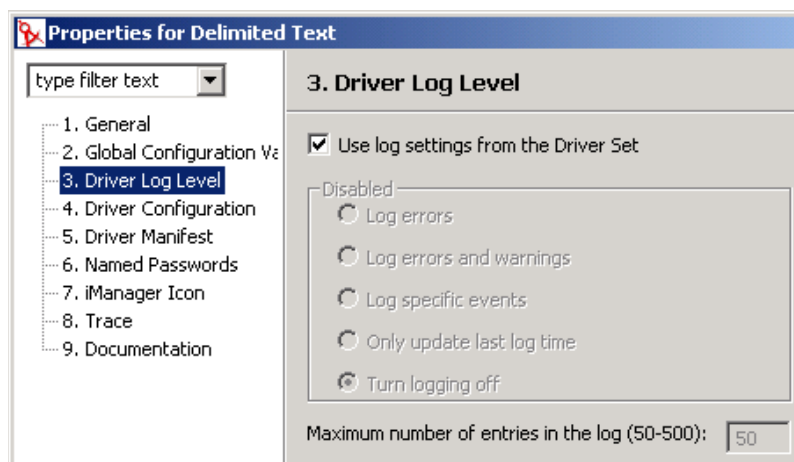 Properties for Delimited Text
type filter text
1. General
2. Global Configuration Va
3. Driver Log Level
4. Driver Configuration
5. Driver Manifest
6. Named Passwords
7. iManager Icon
8. Trace
9. Documentation
3. Driver Log Level
Use log settings from the Driver Set
Disabled
Log errors
Log errors and warnings
Log specific events
Only update last log time
Turn logging off
Maximum number of entries in the log (50-500): 50